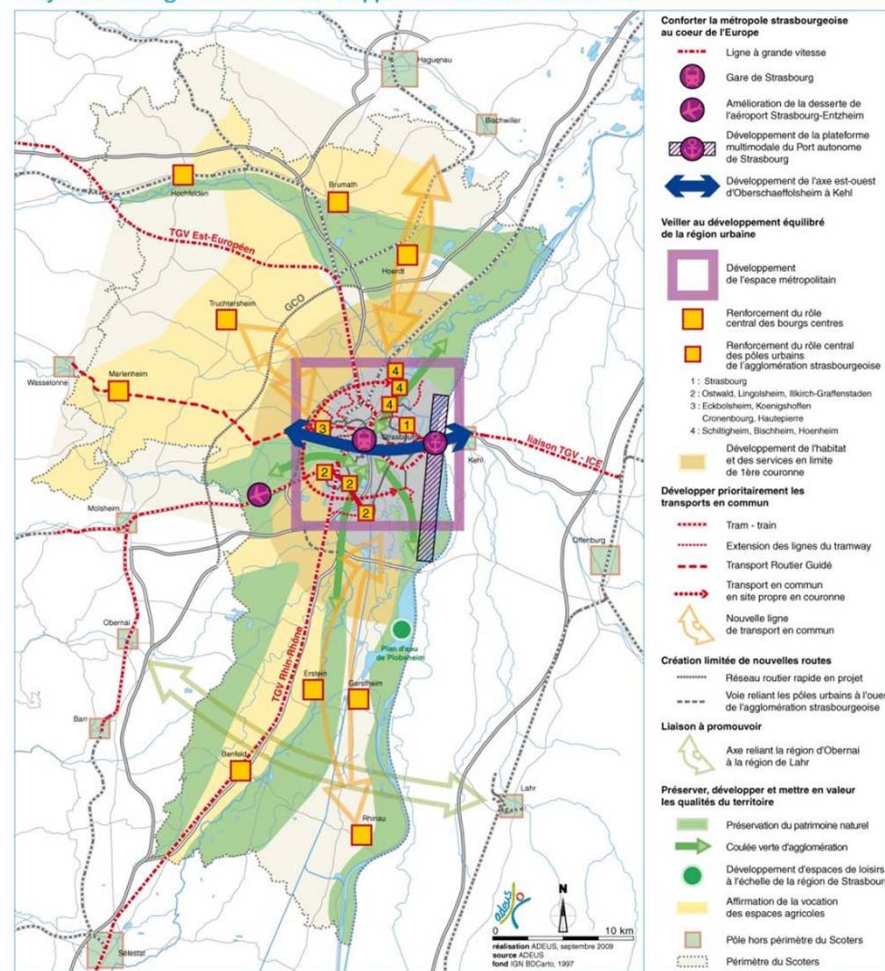 Haguenau
Bischwiller
Hochfelden
Brumath
TGV Est-Européen
Hoerdt
GCO
Truchtersheim
Wasselonne
Marlenheim
4
4
4
1
3
Strasbourg
Kehl
liaison TGV - ICE
2
2
2
Molsheim
Offenburg
Obernai
Plan d'eau
de Plobsheim
TGV Rhin-Rhône
Erstein
Gerstheim
Barr
Benfeld
Lahr
Rhinau
Sélestat
adeus
N
0
10 km
réalisation ADEUS, septembre 2009
source ADEUS
fond IGN BDCarto, 1997
Conforter la métropole strasbourgeoise
au coeur de l'Europe
Ligne à grande vitesse
Gare de Strasbourg
Amélioration de la desserte de
l'aéroport Strasbourg-Entzheim
Développement de la plateforme
multimodale du Port autonome
de Strasbourg
Développement de l'axe est-ouest
d'Oberschaeffolsheim à Kehl
Veiller au développement équilibré
de la région urbaine
Développement
de l'espace métropolitain
Renforcement du rôle
central des bourgs centres
Renforcement du rôle central
des pôles urbains
de l'agglomération strasbourgeoise
1 : Strasbourg
2 : Ostwald, Lingolsheim, Illkirch-Graffenstaden
3 : Eckbolsheim, Koenigshoffen
Cronenbourg, Hautepierre
4 : Schiltigheim, Bischheim, Hoenheim
Développement de l'habitat
et des services en limite
de 1ère couronne
Développer prioritairement les
transports en commun
Tram - train
Extension des lignes du tramway
Transport Routier Guidé
Transport en commun
en site propre en couronne
Nouvelle ligne
de transport en commun
Création limitée de nouvelles routes
Réseau routier rapide en projet
Voie reliant les pôles urbains à l'oues
de l'agglomération strasbourgeoise
Liaison à promouvoir
Axe reliant la région d'Obernai
à la région de Lahr
Préserver, développer et mettre en valeur
les qualités du territoire
Préservation du patrimoine naturel
Coulée verte d'agglomération
Développement d'espaces de loisirs
à l'échelle de la région de Strasbour
Affirmation de la vocation
des espaces agricoles
Pôle hors périmètre du Scoters
Périmètre du Scoters